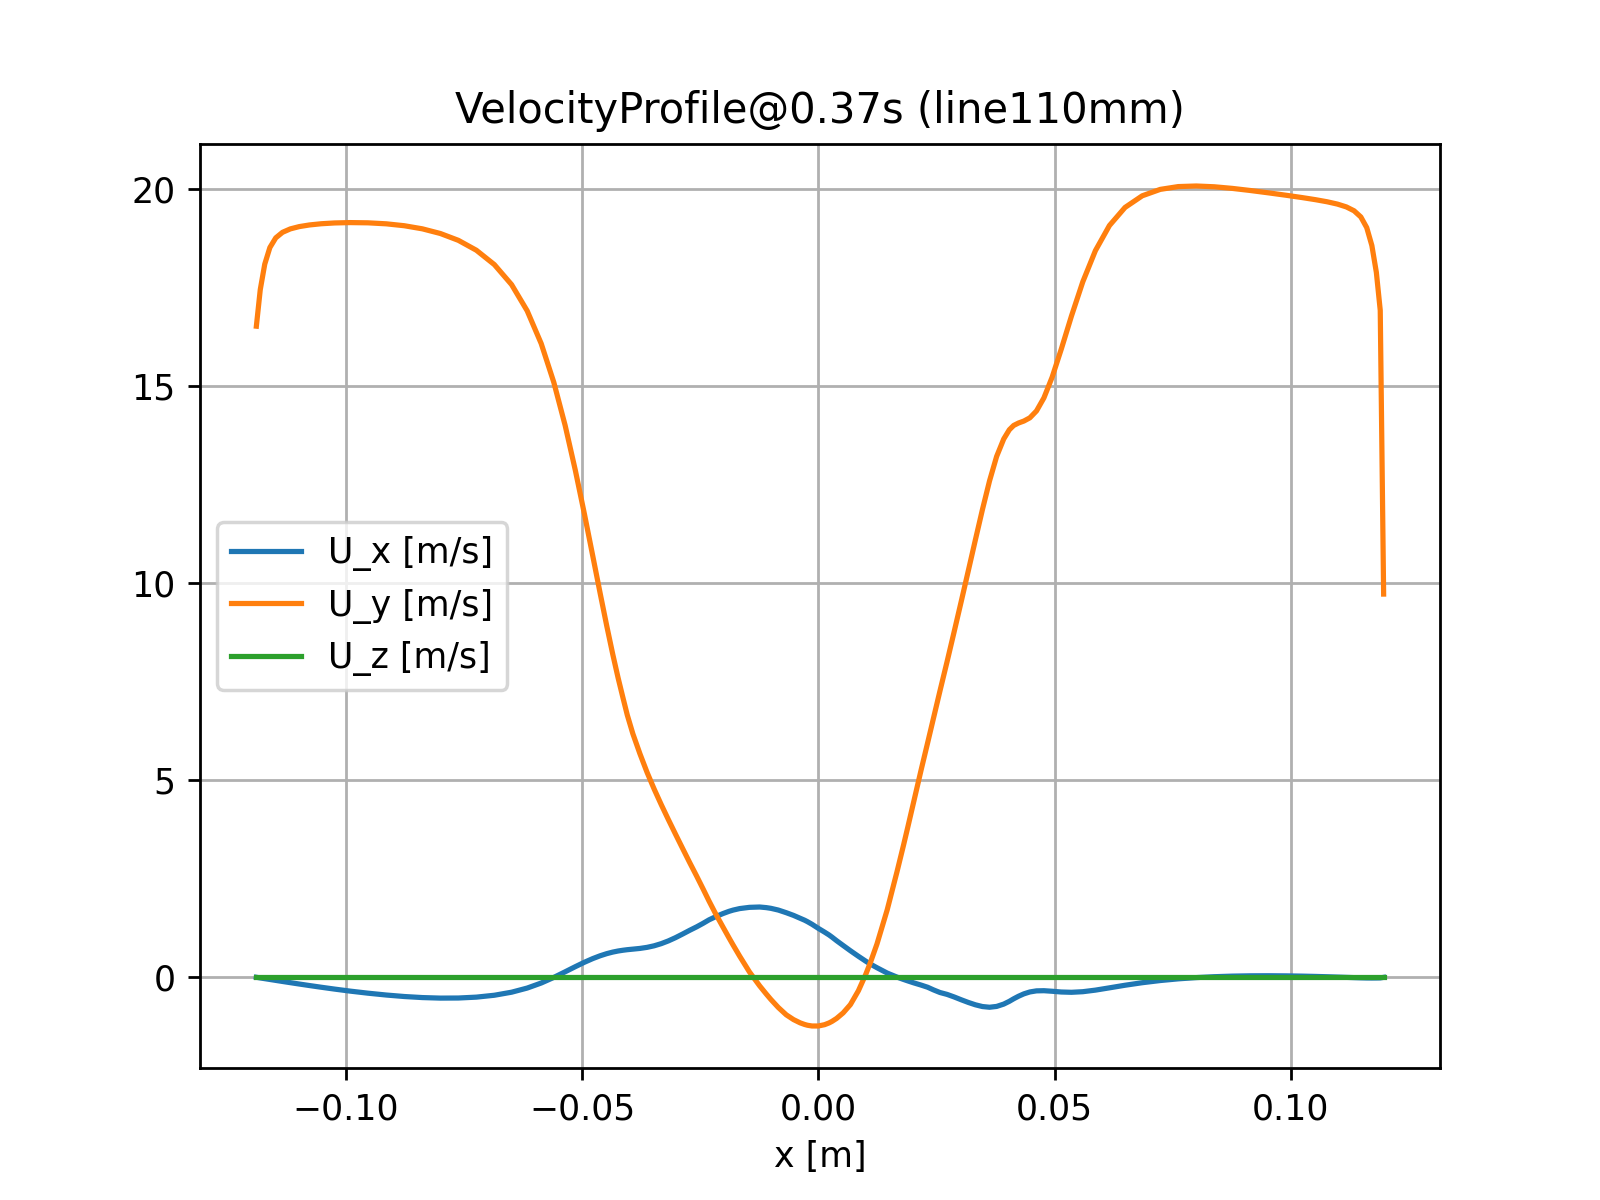 VelocityProfile@0.37s (line110mm)
20
15
10
5
0
U_x [m/s]
U_y [m/s]
U_z [m/s]
−0.10 −0.05 0.00 0.05 0.10
x [m]